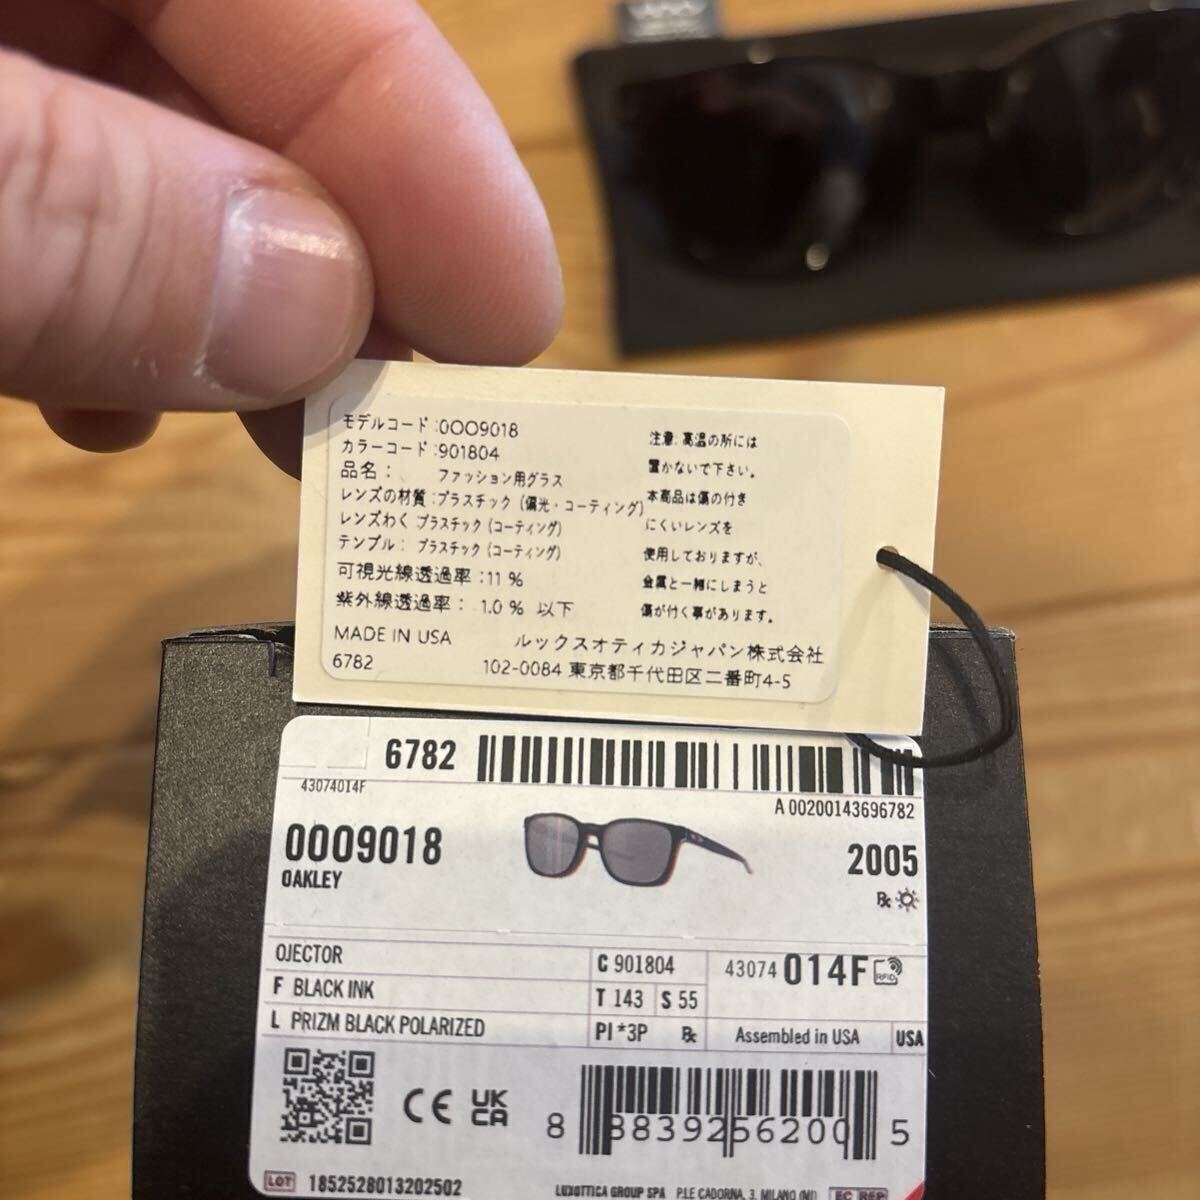 モデルコード:0OO9018
カラーコード:901804
品名: ファッション用グラス
レンズの材質:プラスチック (偏光・コーティング)
レンズわく プラスチック (コーティング)
テンプル: プラスチック (コーティング)
可視光線透過率:11 %
紫外線透過率: 1.0 % 以下
MADE IN USA
6782
注意: 高温の所には
置かないで下さい。
本商品は傷の付き
にくいレンズを
使用しておりますが、
金属と一緒にしまうと
傷が付く事があります。
ルックスオティカジャパン株式会社
102-0084 東京都千代田区二番町4-5
6782
43074014F
A 00200143696782
0OO9018
OAKLEY
2005
Rx
OJECTOR
F BLACK INK
L PRIZM BLACK POLARIZED
C 901804
T 143 S 55
PI *3P Rx
43074 014F RFID
Assembled in USA USA
CE UK CA
8 88392 56200 5
LOT 1852528013202502
LUXOTTICA GROUP SPA P.LE CADORNA, 3, MILANO (MI) EC REP